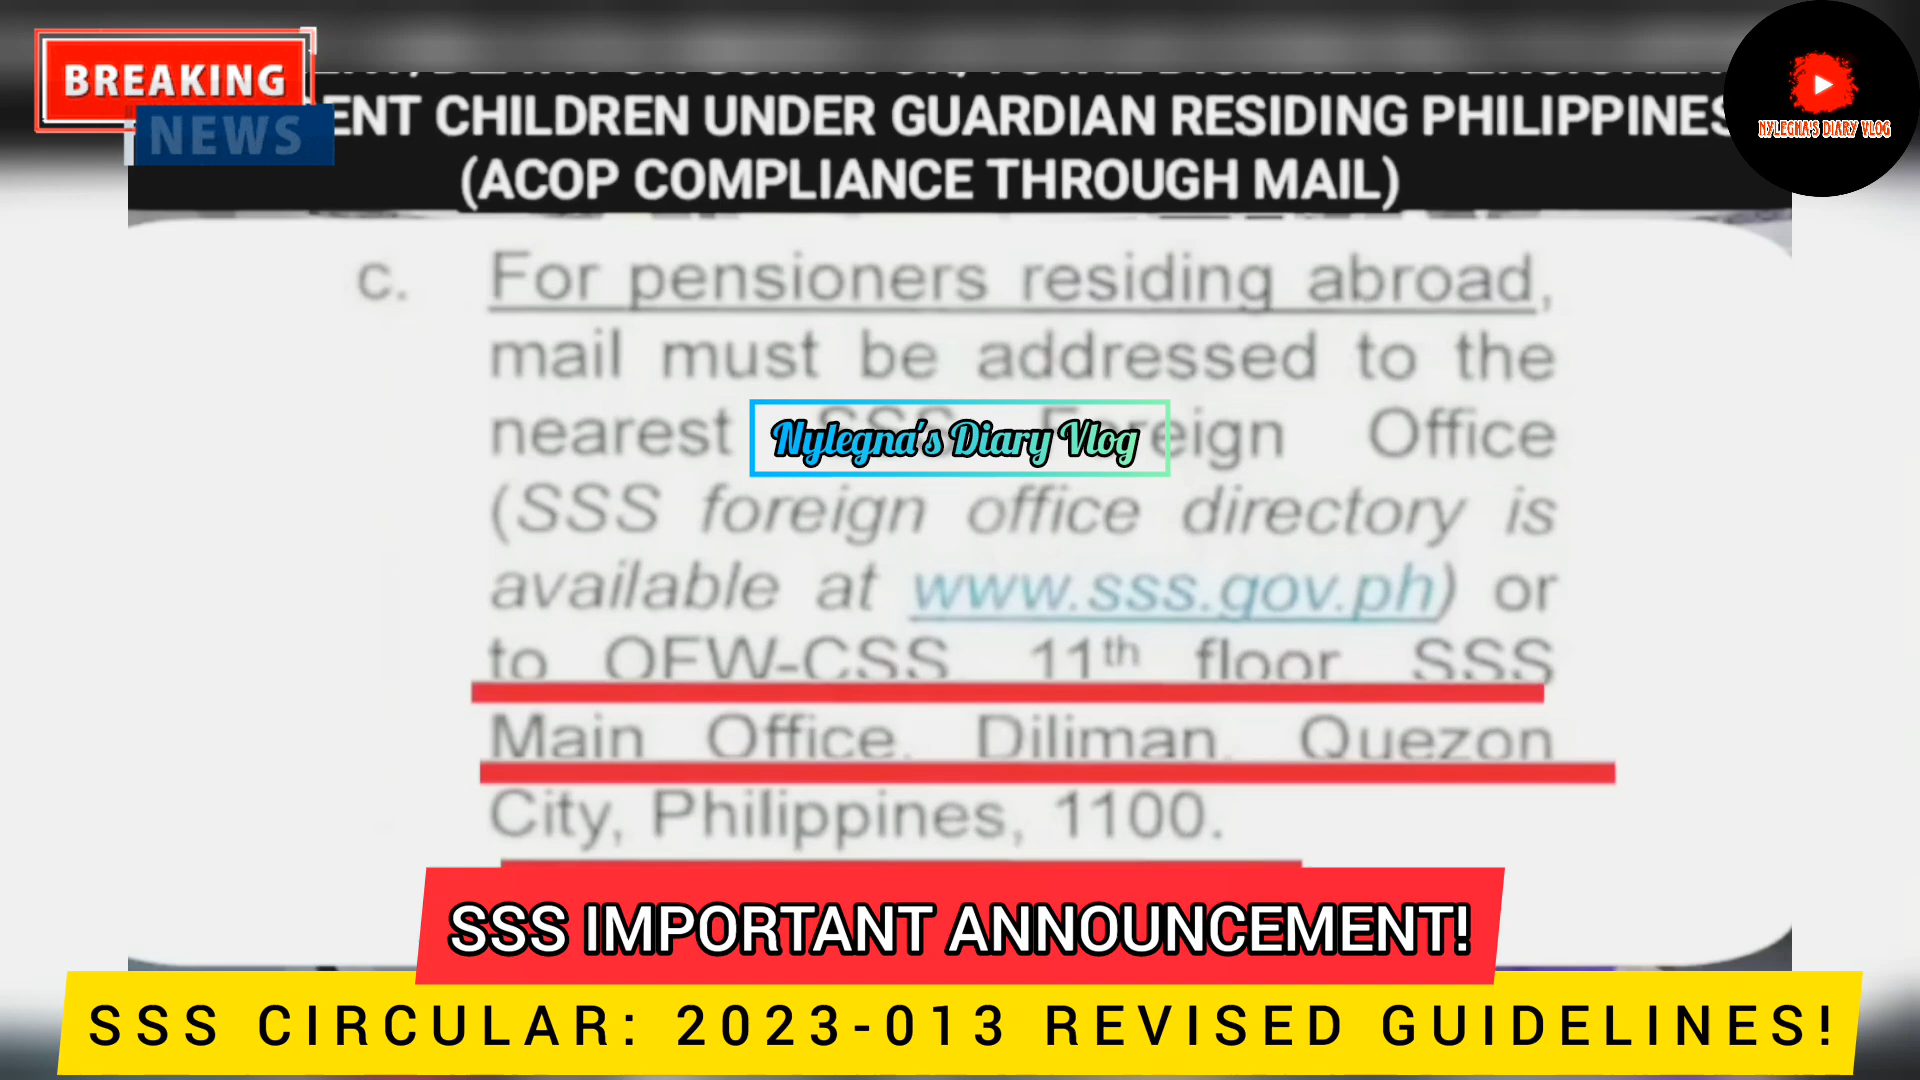 BREAKING
NEWS
ENT CHILDREN UNDER GUARDIAN RESIDING PHILIPPINES
(ACOP COMPLIANCE THROUGH MAIL)
NYLEGNA'S DIARY VLOG
c. For pensioners residing abroad,
mail must be addressed to the
nearest SSS Foreign Office
Nylegna's Diary Vlog
(SSS foreign office directory is
available at www.sss.gov.ph) or
to OFW-CSS 11th floor SSS
Main Office, Diliman, Quezon
City, Philippines, 1100.
SSS IMPORTANT ANNOUNCEMENT!
SSS CIRCULAR: 2023-013 REVISED GUIDELINES!